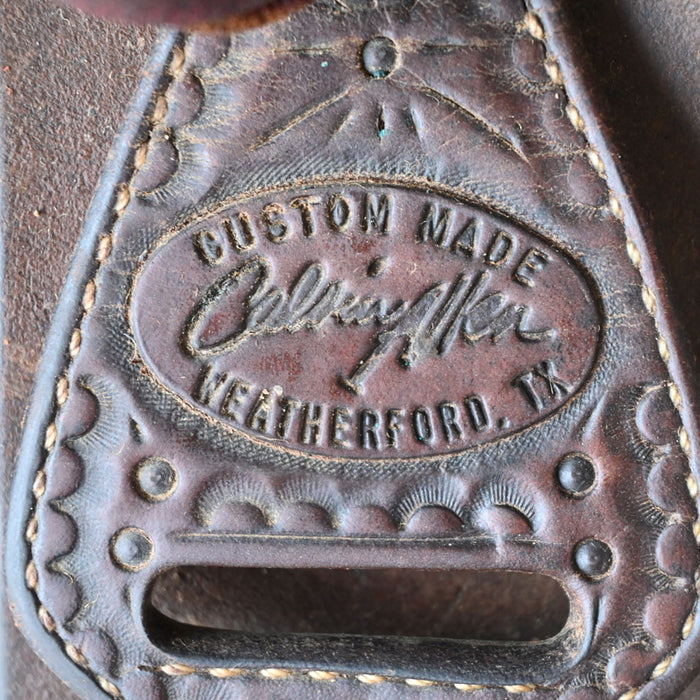 CUSTOM MADE
Calvin Allen
WEATHERFORD, TX